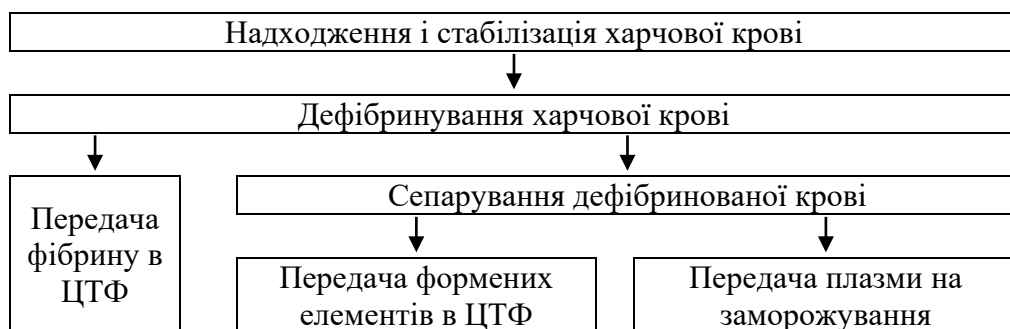 Надходження і стабілізація харчової крові
Дефібринування харчової крові
Передача
фібрину в
ЦТФ
Сепарування дефібринованої крові
Передача формених
елементів в ЦТФ
Передача плазми на
заморожування